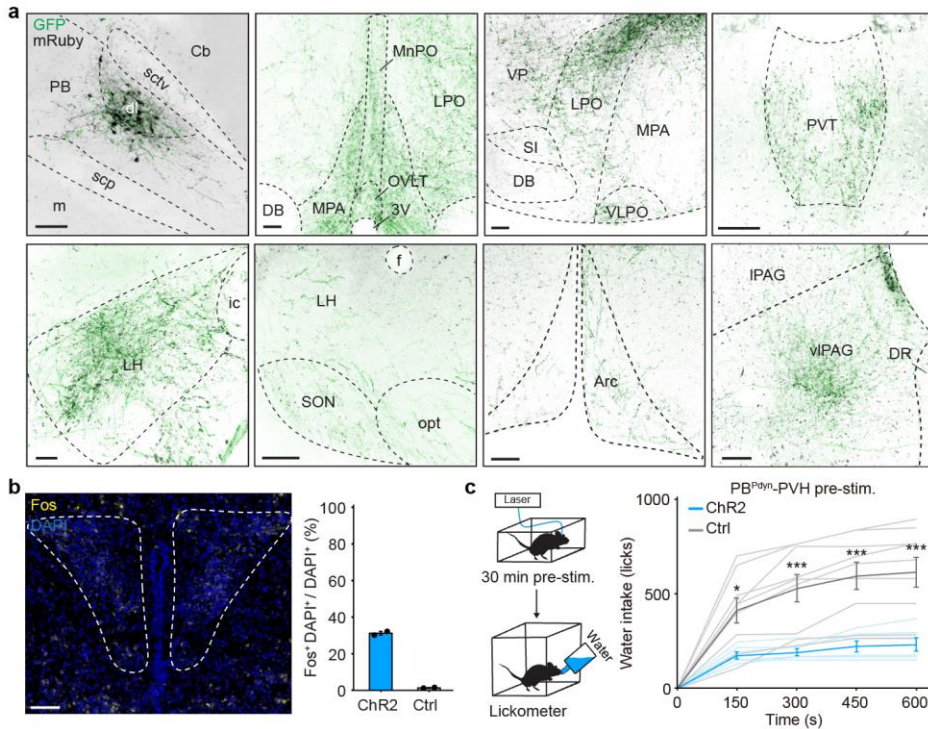 a
GFP
mRuby
Cb
PB
sctv
el
scp
m
MnPO
LPO
OVLT
DB
MPA
3V
VP
LPO
MPA
SI
DB
VLPO
PVT
ic
LH
f
LH
SON
opt
Arc
lPAG
vlPAG
DR
b
Fos
DAPI
Fos+ DAPI+ / DAPI+ (%)
100
80
60
40
20
0
ChR2
Ctrl
c
Laser
30 min pre-stim.
Water
Lickometer
PBPdyn-PVH pre-stim.
ChR2
Ctrl
Water intake (licks)
1000
500
0
*
***
***
***
0
150
300
450
600
Time (s)